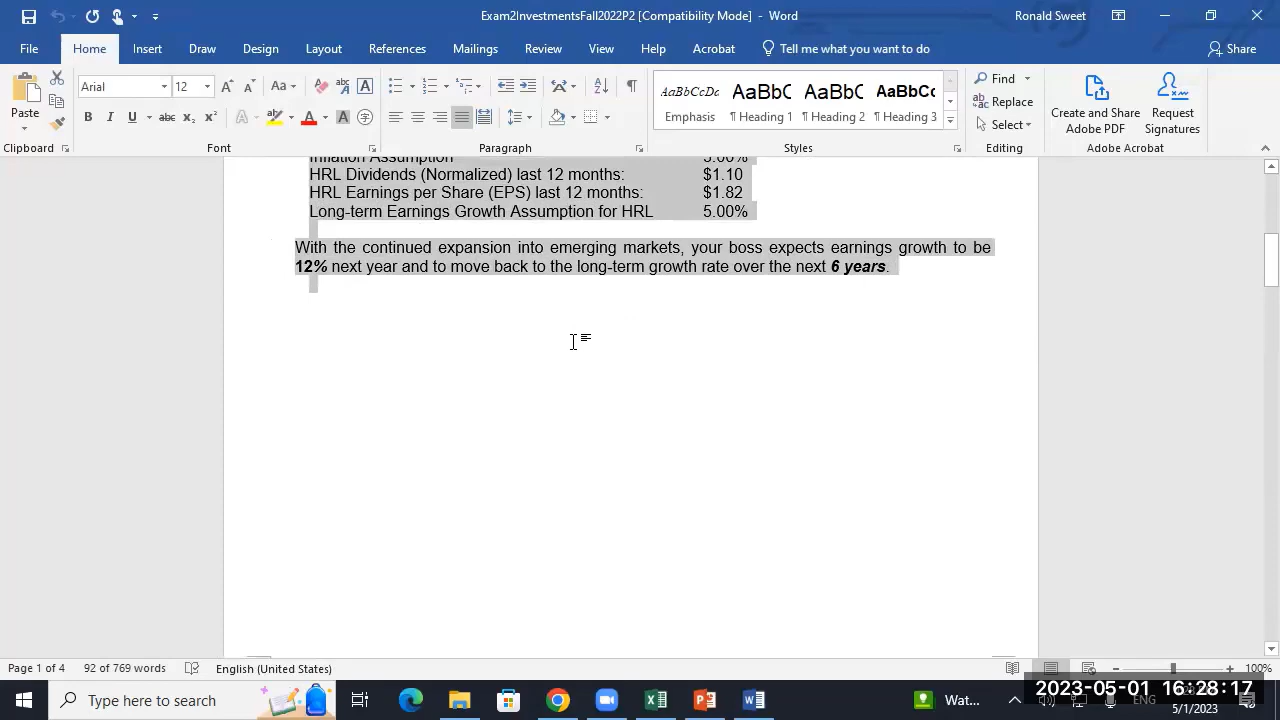 Exam2InvestmentsFall2022P2 [Compatibility Mode] - Word
Ronald Sweet
File Home Insert Draw Design Layout References Mailings Review View Help Acrobat Tell me what you want to do Share
Paste
Arial 12
Aa
AaBbCcDc AaBbC AaBbC AaBbCc
Emphasis ¶ Heading 1 ¶ Heading 2 ¶ Heading 3
Find
Replace
Select
Create and Share Adobe PDF
Request Signatures
Clipboard Font Paragraph Styles Editing Adobe Acrobat
Inflation Assumption 3.00%
HRL Dividends (Normalized) last 12 months: $1.10
HRL Earnings per Share (EPS) last 12 months: $1.82
Long-term Earnings Growth Assumption for HRL 5.00%
With the continued expansion into emerging markets, your boss expects earnings growth to be
12% next year and to move back to the long-term growth rate over the next 6 years.
Page 1 of 4 92 of 769 words English (United States) 100%
Type here to search
Wat...
ENG
2023-05-01 16:28:17
5/1/2023